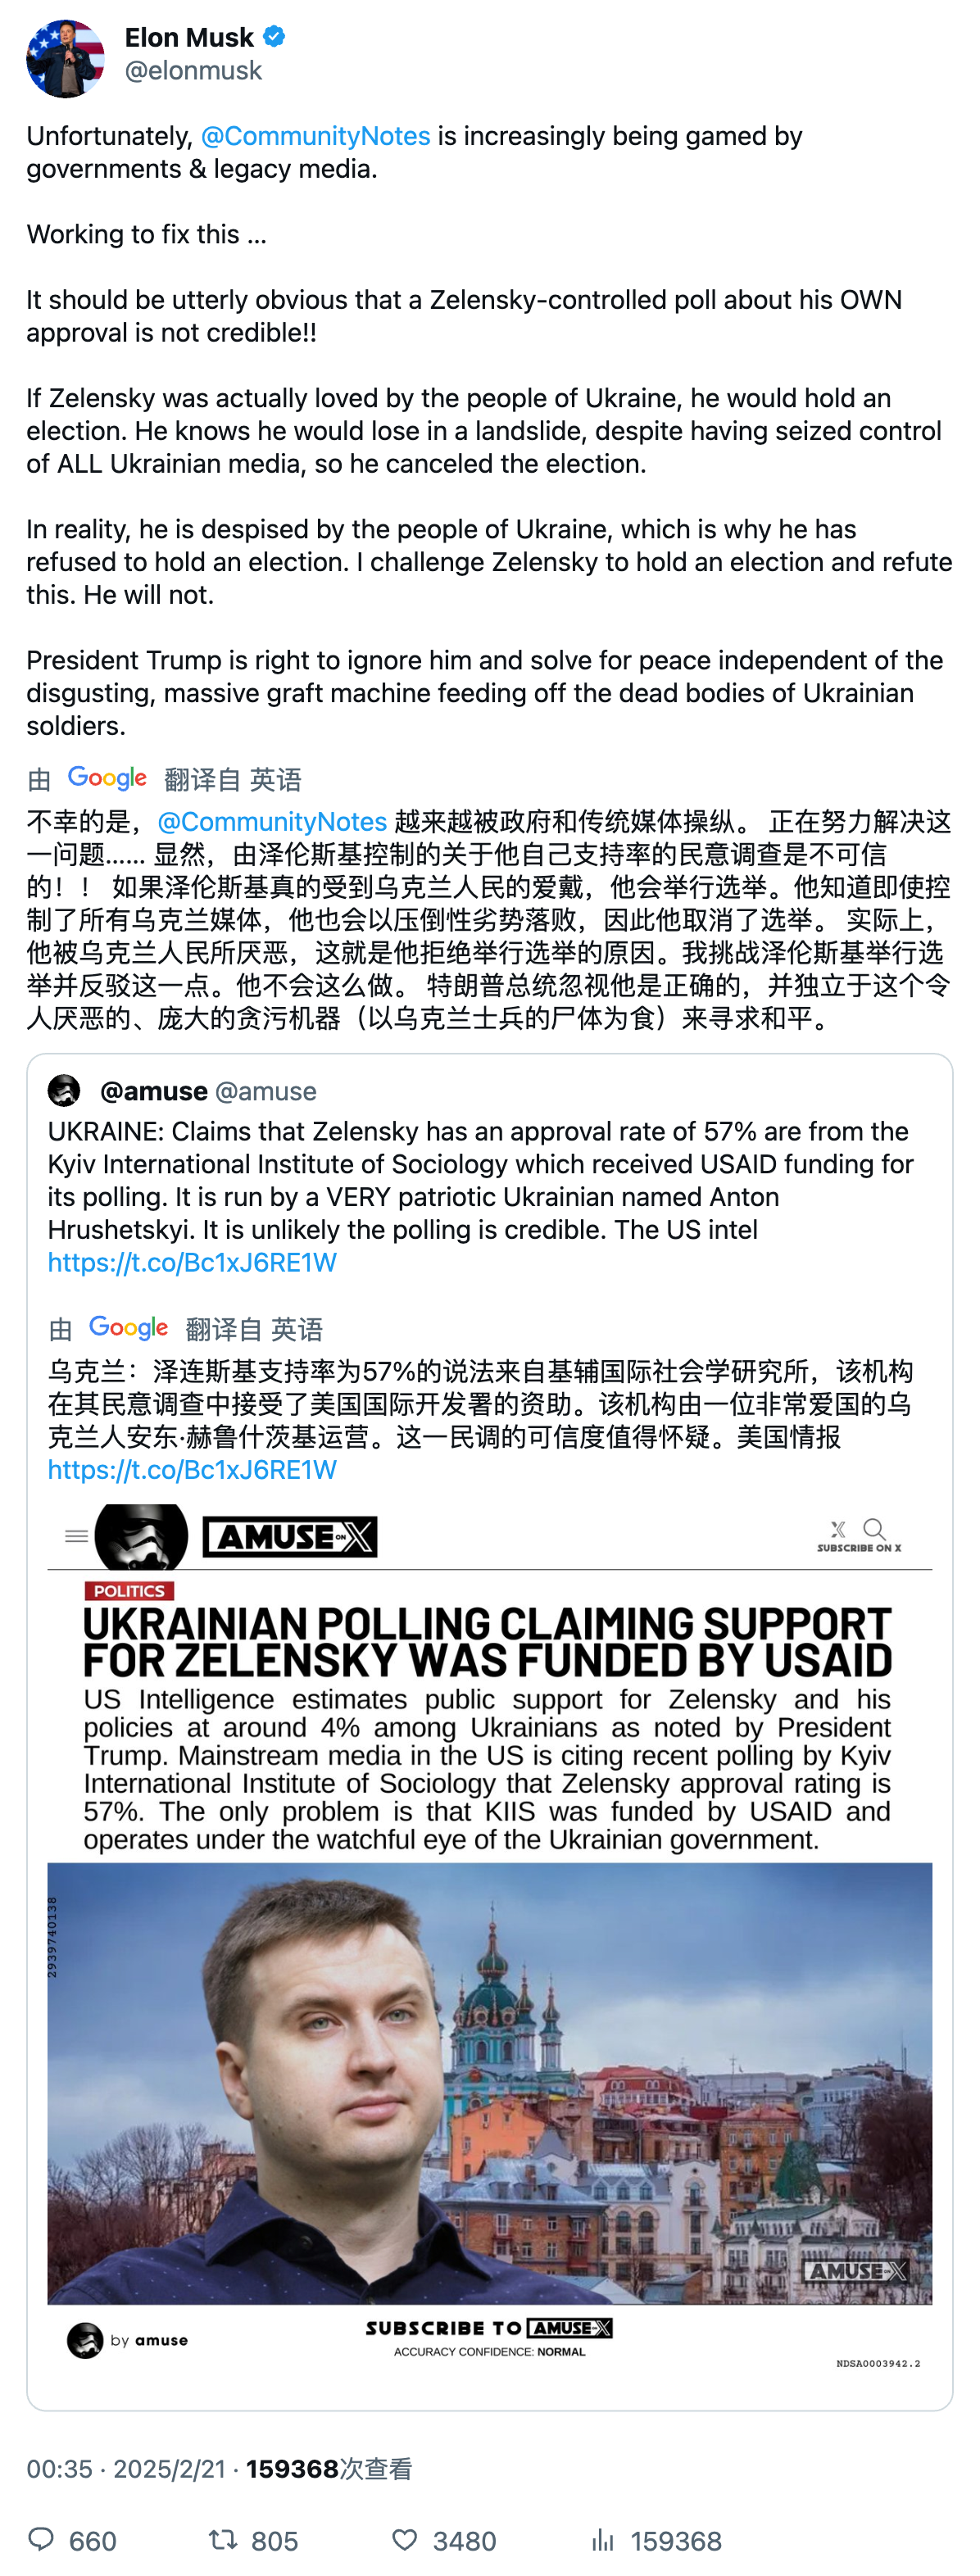 Elon Musk
@elonmusk
Unfortunately, @CommunityNotes is increasingly being gamed by
governments & legacy media.
Working to fix this ...
It should be utterly obvious that a Zelensky-controlled poll about his OWN
approval is not credible!!
If Zelensky was actually loved by the people of Ukraine, he would hold an
election. He knows he would lose in a landslide, despite having seized control
of ALL Ukrainian media, so he canceled the election.
In reality, he is despised by the people of Ukraine, which is why he has
refused to hold an election. I challenge Zelensky to hold an election and refute
this. He will not.
President Trump is right to ignore him and solve for peace independent of the
disgusting, massive graft machine feeding off the dead bodies of Ukrainian
soldiers.
由 Google 翻译自 英语
不幸的是，@CommunityNotes 越来越被政府和传统媒体操纵。 正在努力解决这
一问题…… 显然，由泽伦斯基控制的关于他自己支持率的民意调查是不可信
的！！ 如果泽伦斯基真的受到乌克兰人民的爱戴，他会举行选举。他知道即使控
制了所有乌克兰媒体，他也会以压倒性劣势落败，因此他取消了选举。 实际上，
他被乌克兰人民所厌恶，这就是他拒绝举行选举的原因。我挑战泽伦斯基举行选
举并反驳这一点。他不会这么做。 特朗普总统忽视他是正确的，并独立于这个令
人厌恶的、庞大的贪污机器（以乌克兰士兵的尸体为食）来寻求和平。
@amuse @amuse
UKRAINE: Claims that Zelensky has an approval rate of 57% are from the
Kyiv International Institute of Sociology which received USAID funding for
its polling. It is run by a VERY patriotic Ukrainian named Anton
Hrushetskyi. It is unlikely the polling is credible. The US intel
https://t.co/Bc1xJ6RE1W
由 Google 翻译自 英语
乌克兰：泽连斯基支持率为57%的说法来自基辅国际社会学研究所，该机构
在其民意调查中接受了美国国际开发署的资助。该机构由一位非常爱国的乌
克兰人安东·赫鲁什茨基运营。这一民调的可信度值得怀疑。美国情报
https://t.co/Bc1xJ6RE1W
AMUSE ON X
SUBSCRIBE ON X
POLITICS
UKRAINIAN POLLING CLAIMING SUPPORT
FOR ZELENSKY WAS FUNDED BY USAID
US Intelligence estimates public support for Zelensky and his
policies at around 4% among Ukrainians as noted by President
Trump. Mainstream media in the US is citing recent polling by Kyiv
International Institute of Sociology that Zelensky approval rating is
57%. The only problem is that KIIS was funded by USAID and
operates under the watchful eye of the Ukrainian government.
2939740138
AMUSE X
by amuse
SUBSCRIBE TO AMUSE X
ACCURACY CONFIDENCE: NORMAL
NDSA0003942.2
00:35 · 2025/2/21 · 159368次查看
660 805 3480 159368